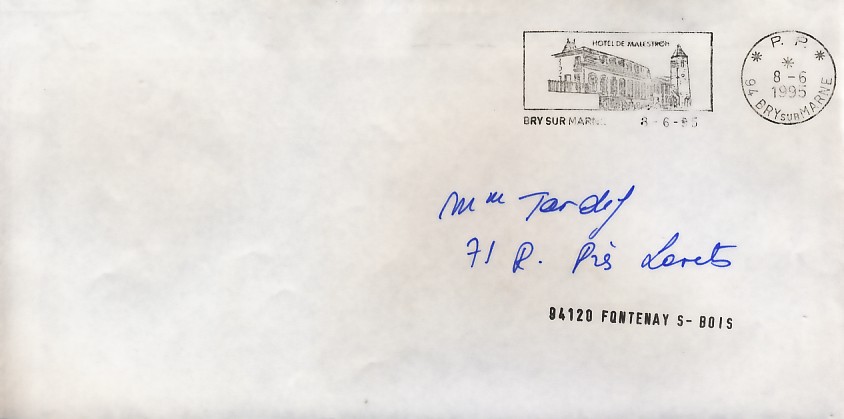 HOTEL DE MALESTROIT
BRY SUR MARNE 8-6-95
* P. P. *
*
8-6
1995
94 BRY SUR MARNE
Mme Tardif
71 R. Près Lorets
94120 FONTENAY S- BOIS